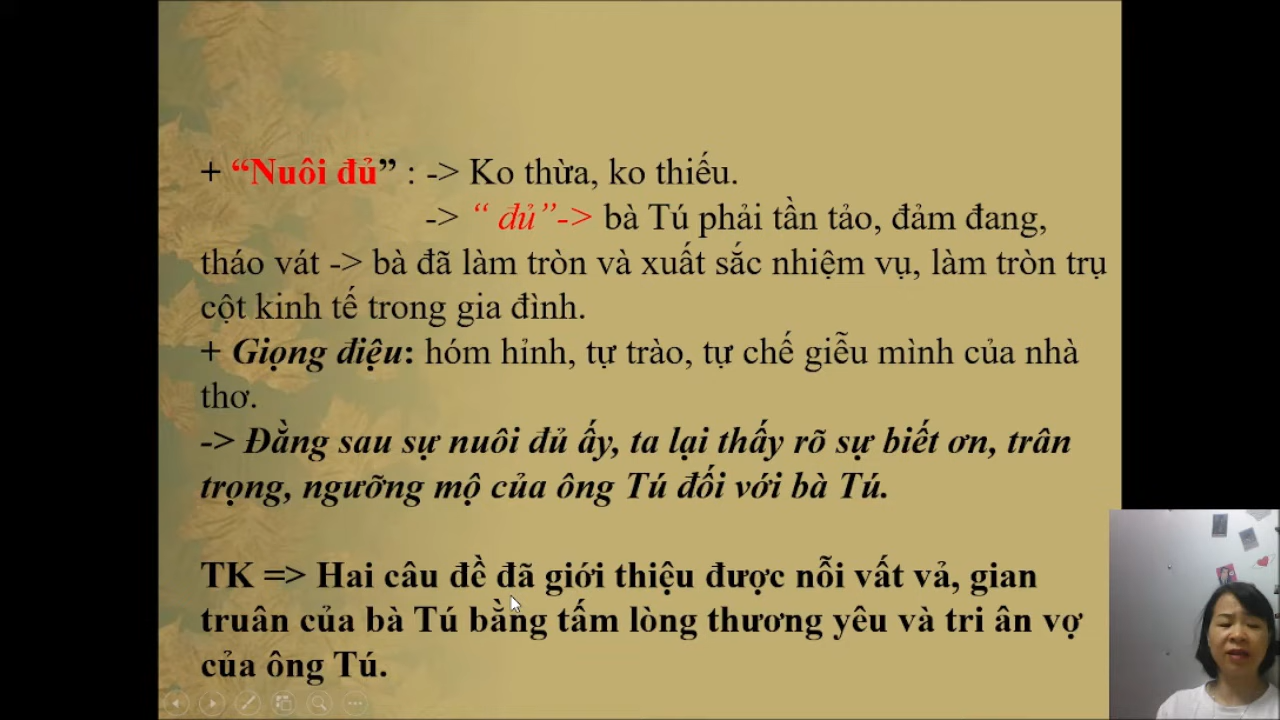 + “Nuôi đủ” : -> Ko thừa, ko thiếu.
-> “ đủ”-> bà Tú phải tần tảo, đảm đang,
tháo vát -> bà đã làm tròn và xuất sắc nhiệm vụ, làm tròn trụ
cột kinh tế trong gia đình.
+ Giọng điệu: hóm hỉnh, tự trào, tự chế giễu mình của nhà
thơ.
-> Đằng sau sự nuôi đủ ấy, ta lại thấy rõ sự biết ơn, trân
trọng, ngưỡng mộ của ông Tú đối với bà Tú.
TK => Hai câu đề đã giới thiệu được nỗi vất vả, gian
truân của bà Tú bằng tấm lòng thương yêu và tri ân vợ
của ông Tú.